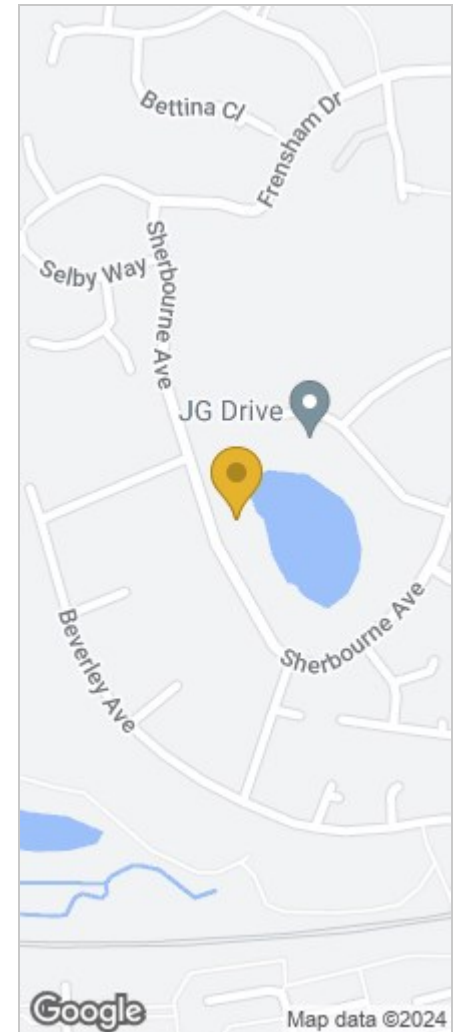 Bettina Cl
Frensham Dr
Sherbourne Ave
Selby Way
JG Drive
Sherbourne Ave
Beverley Ave
Google
Map data ©2024